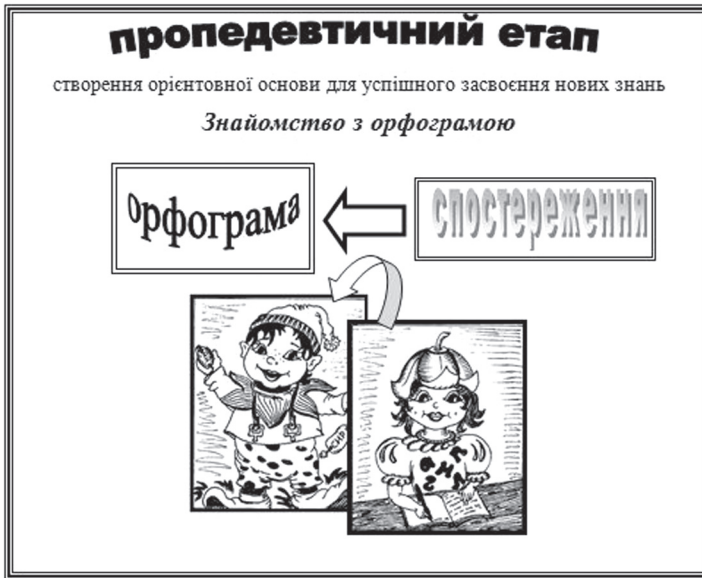 пропедевтичний етап
створення орієнтовної основи для успішного засвоєння нових знань
Знайомство з орфограмою
орфограма
спостереження